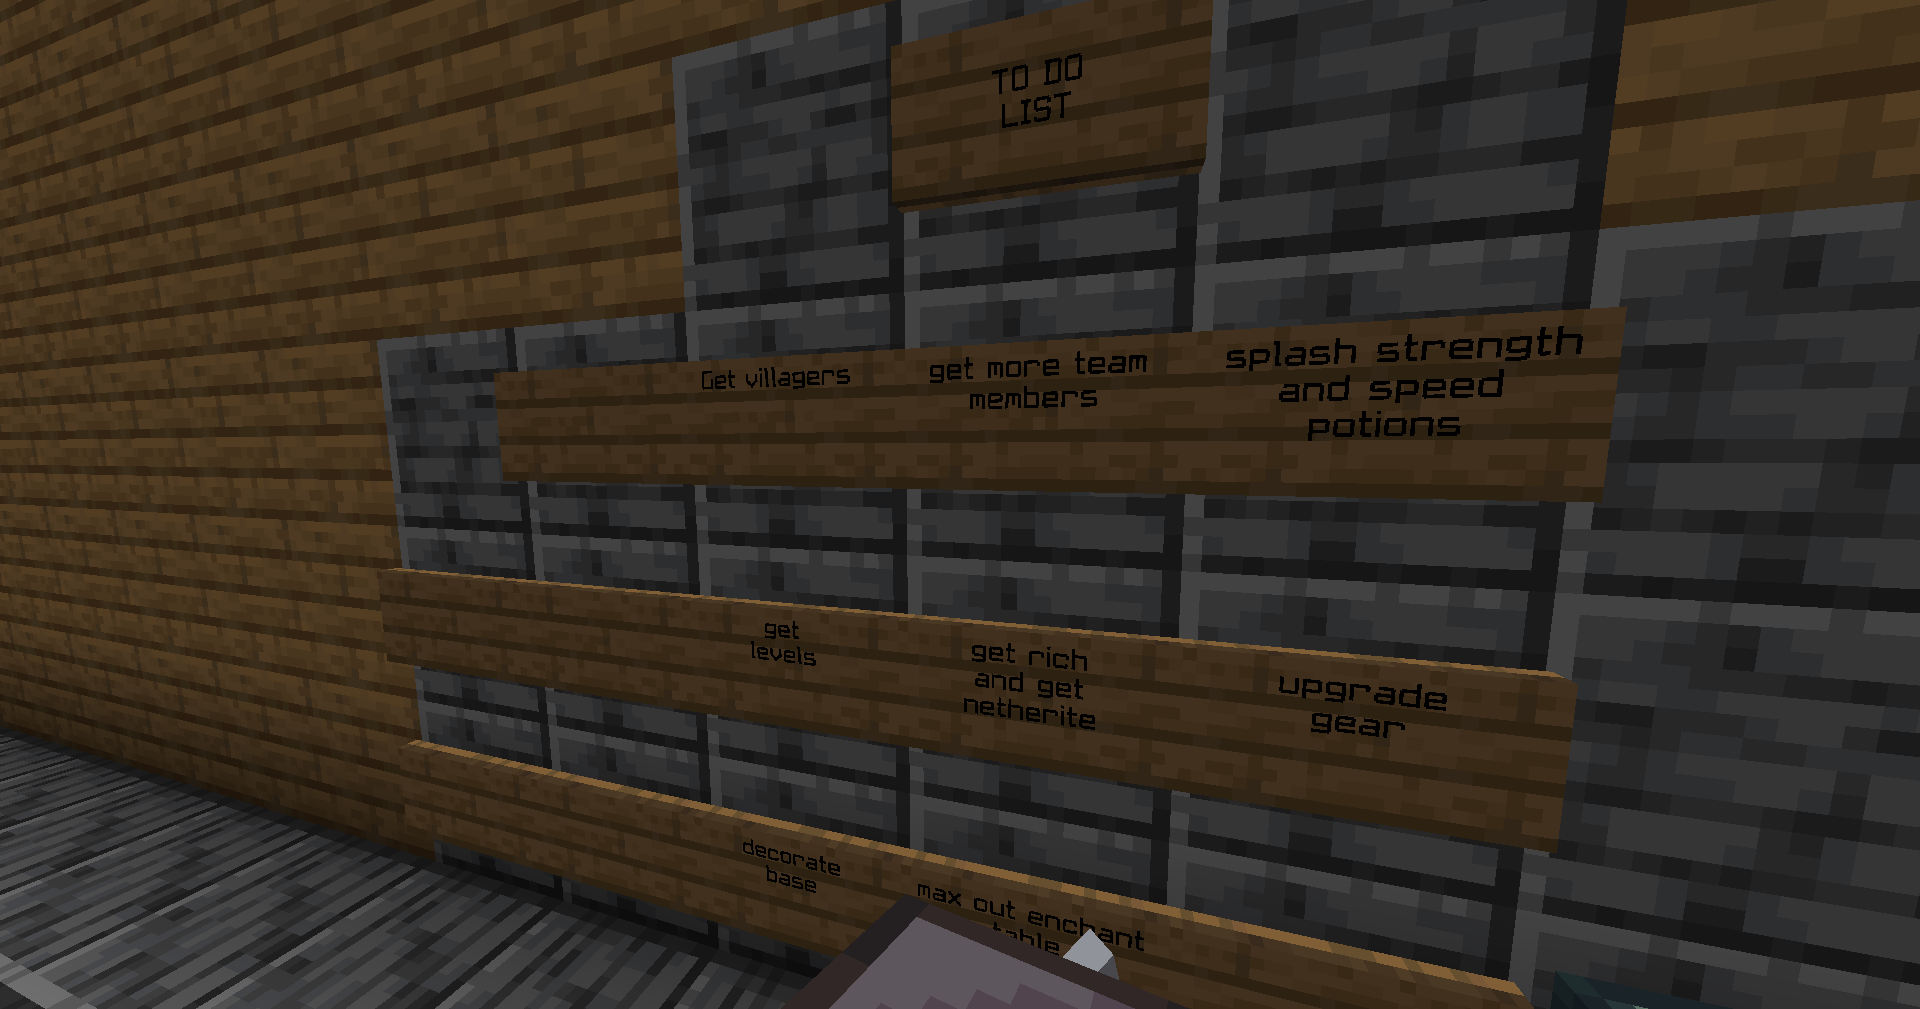 TO DO
LIST
Get villagers
get more team
members
splash strength
and speed
potions
get
levels
get rich
and get
netherite
upgrade
gear
decorate
base
max out enchant
table